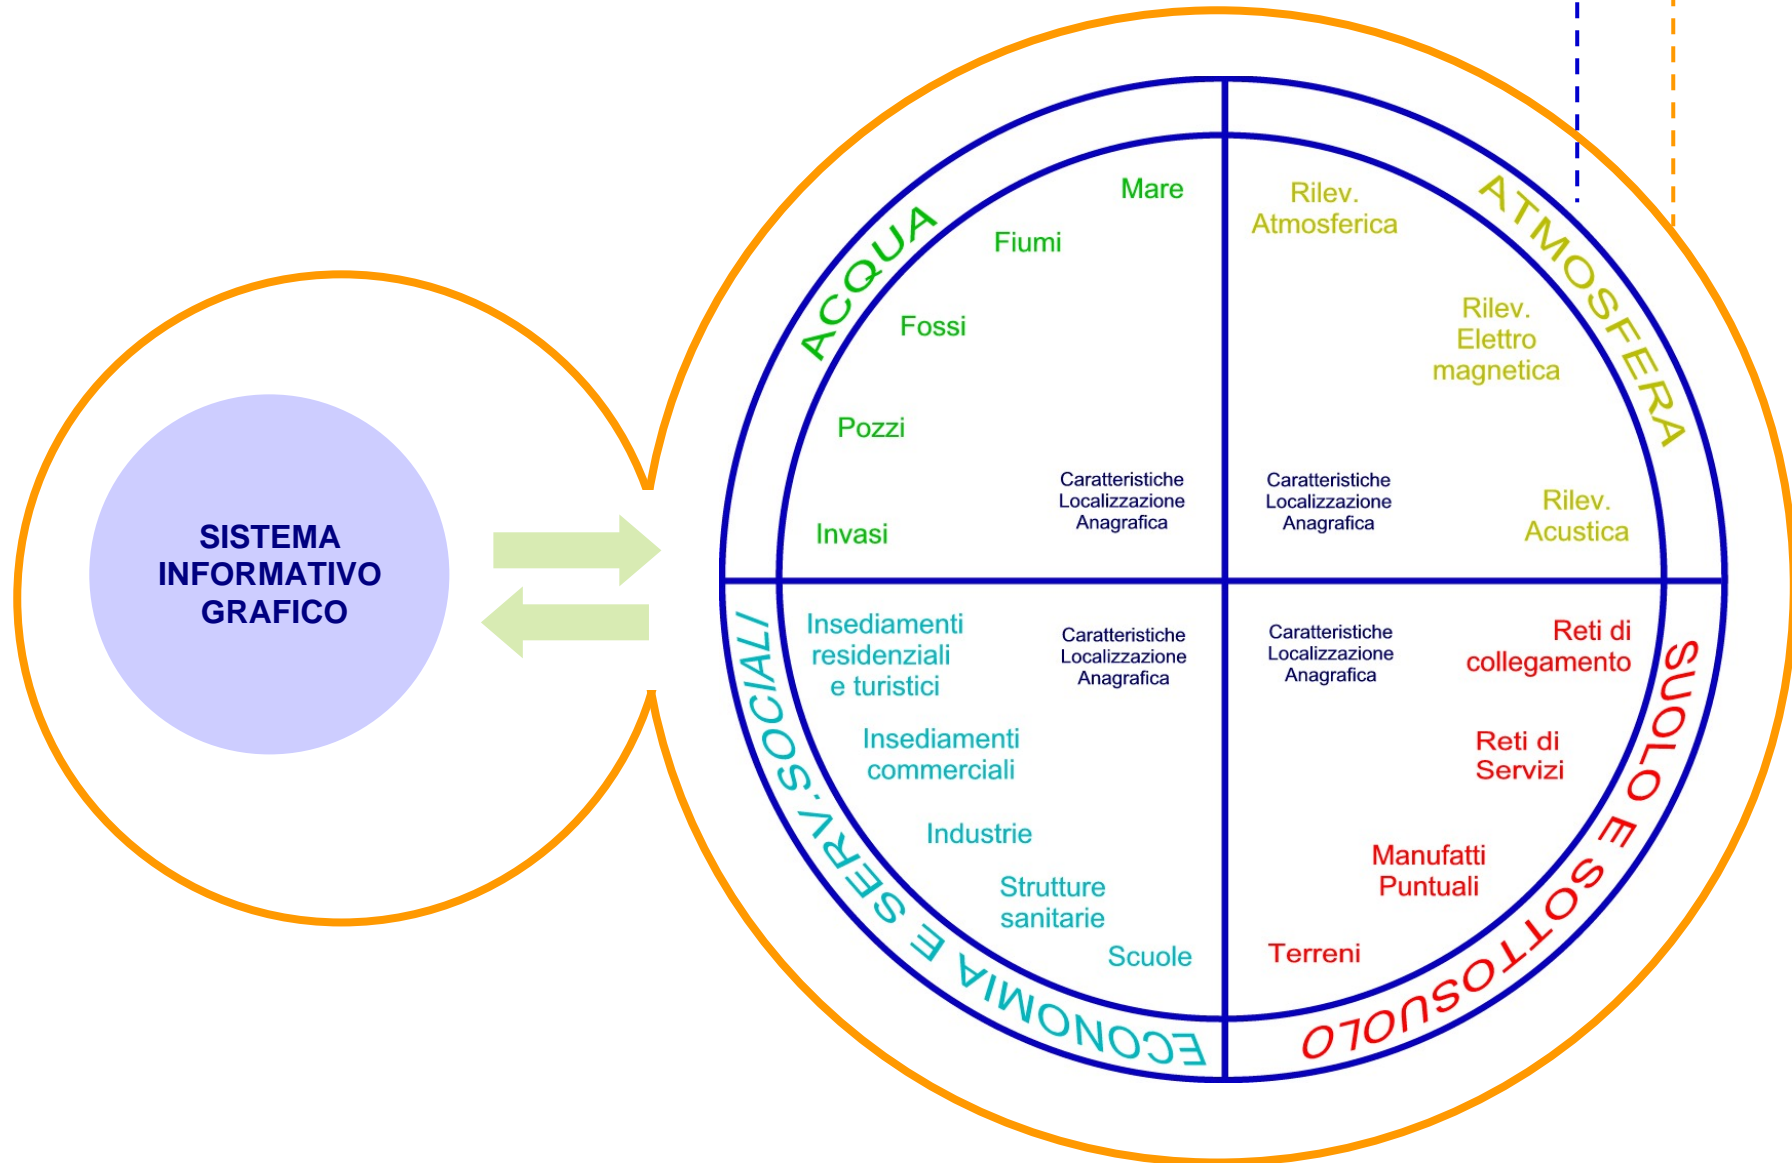 SISTEMA
INFORMATIVO
GRAFICO
ACQUA
Mare
Fiumi
Fossi
Pozzi
Invasi
Caratteristiche
Localizzazione
Anagrafica
ATMOSFERA
Rilev.
Atmosferica
Rilev.
Elettro
magnetica
Rilev.
Acustica
Caratteristiche
Localizzazione
Anagrafica
ECONOMIA E SERV.SOCIALI
Insediamenti
residenziali
e turistici
Insediamenti
commerciali
Industrie
Strutture
sanitarie
Scuole
Caratteristiche
Localizzazione
Anagrafica
SUOLO E SOTTOSUOLO
Reti di
collegamento
Reti di
Servizi
Manufatti
Puntuali
Terreni
Caratteristiche
Localizzazione
Anagrafica